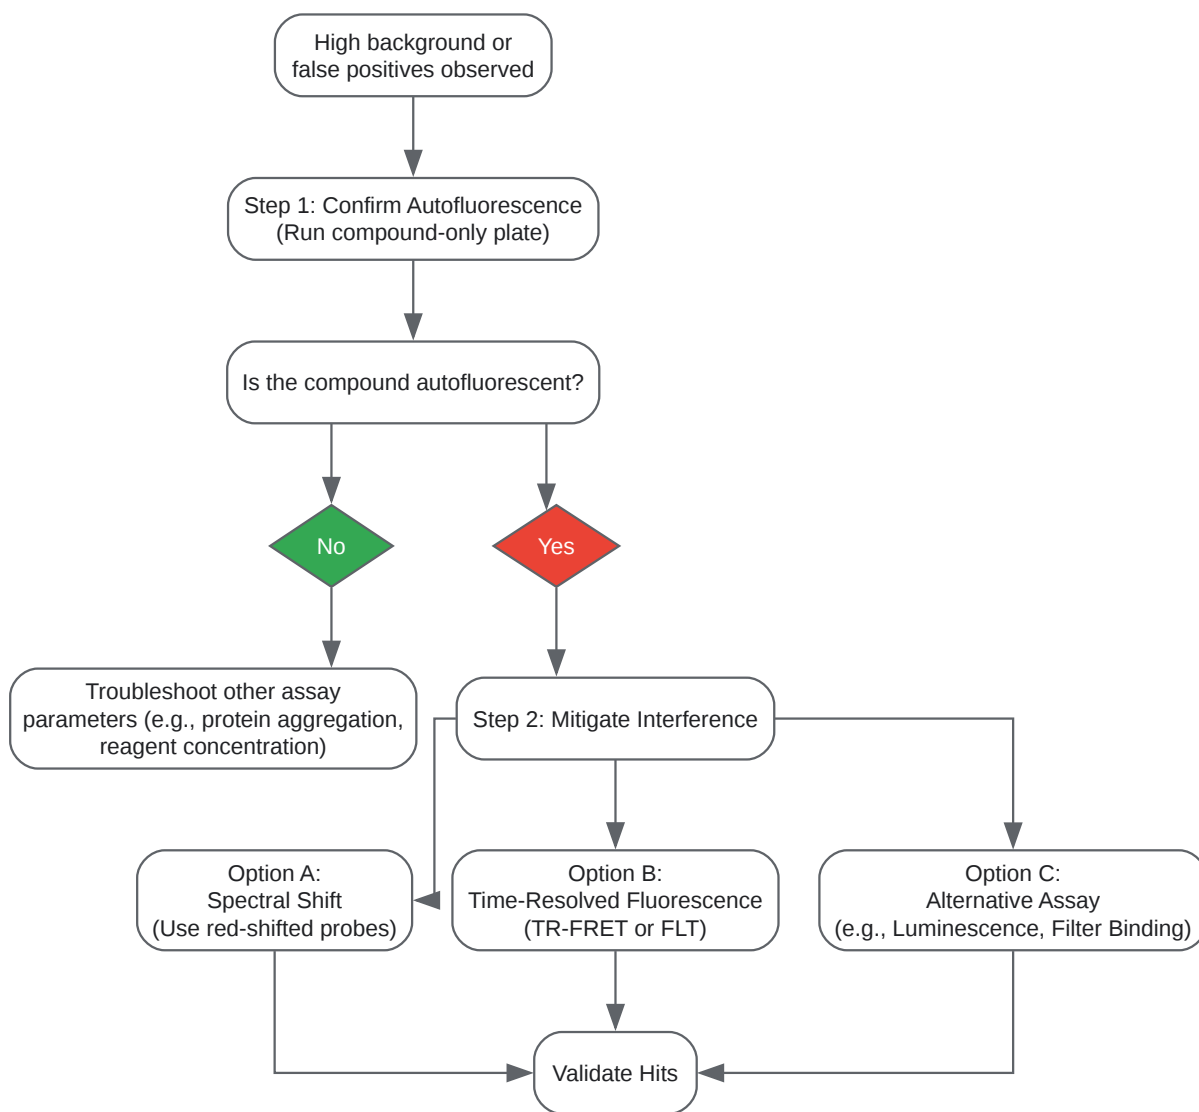 High background or
false positives observed
Step 1: Confirm Autofluorescence
(Run compound-only plate)
Is the compound autofluorescent?
No
Yes
Troubleshoot other assay
parameters (e.g., protein aggregation,
reagent concentration)
Step 2: Mitigate Interference
Option A:
Spectral Shift
(Use red-shifted probes)
Option B:
Time-Resolved Fluorescence
(TR-FRET or FLT)
Option C:
Alternative Assay
(e.g., Luminescence, Filter Binding)
Validate Hits